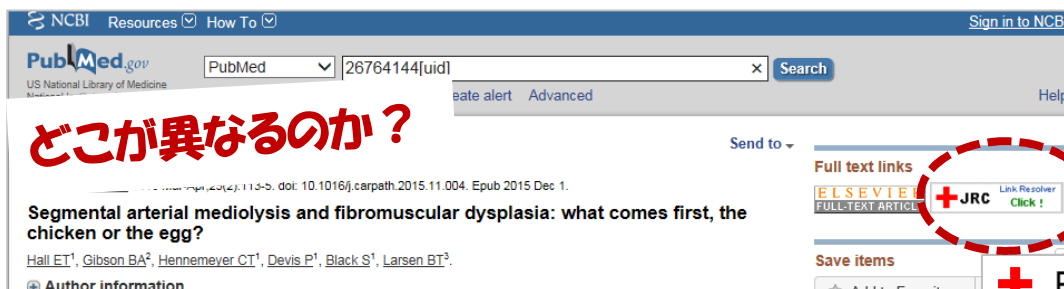 NCBI Resources How To Sign in to NCB
PubMed.gov PubMed 26764144[uid] × Search
US National Library of Medicine
eate alert Advanced Help
どこが異なるのか？
Send to
Full text links
Apr;25(2):113-5. doi: 10.1016/j.carpath.2015.11.004. Epub 2015 Dec 1.
ELSEVIER
FULL-TEXT ARTICL
JRC Link Resolver
Click !
Segmental arterial mediolysis and fibromuscular dysplasia: what comes first, the
chicken or the egg?
Hall ET1, Gibson BA2, Hennemeyer CT1, Devis P1, Black S1, Larsen BT3.
Save items
Author information